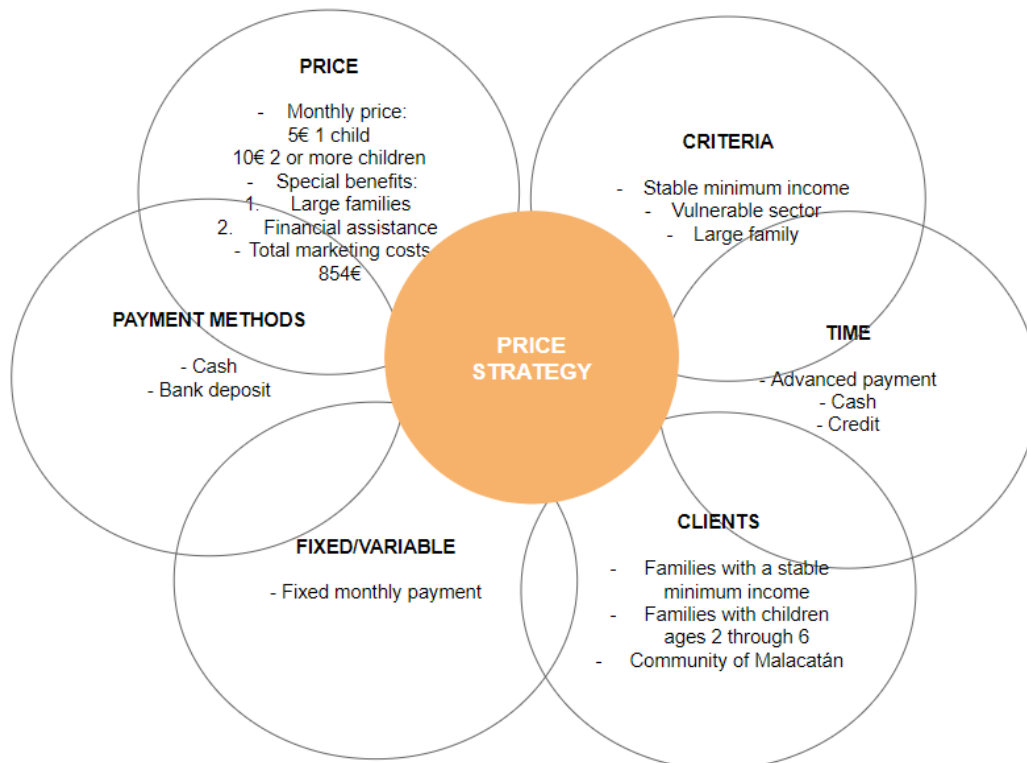 PRICE
- Monthly price:
5€ 1 child
10€ 2 or more children
- Special benefits:
1. Large families
2. Financial assistance
- Total marketing costs
854€
CRITERIA
- Stable minimum income
- Vulnerable sector
- Large family
PAYMENT METHODS
- Cash
- Bank deposit
PRICE
STRATEGY
TIME
- Advanced payment
- Cash
- Credit
FIXED/VARIABLE
- Fixed monthly payment
CLIENTS
- Families with a stable
minimum income
- Families with children
ages 2 through 6
- Community of Malacatán